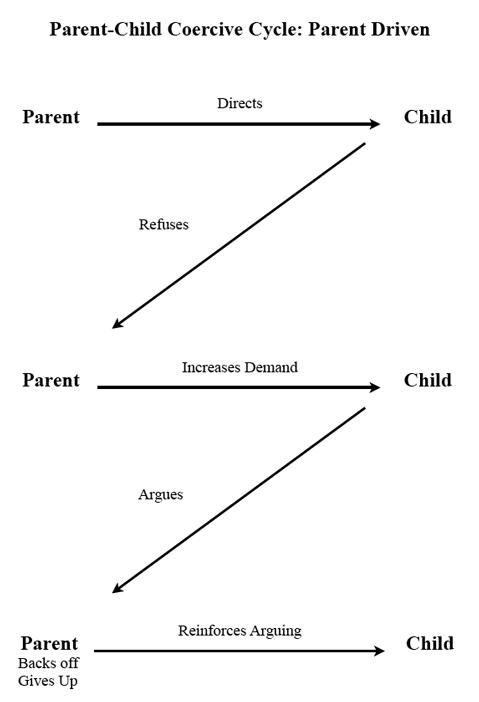 Parent-Child Coercive Cycle: Parent Driven
Directs
Parent
Child
Refuses
Increases Demand
Parent
Child
Argues
Reinforces Arguing
Parent
Child
Backs off
Gives Up